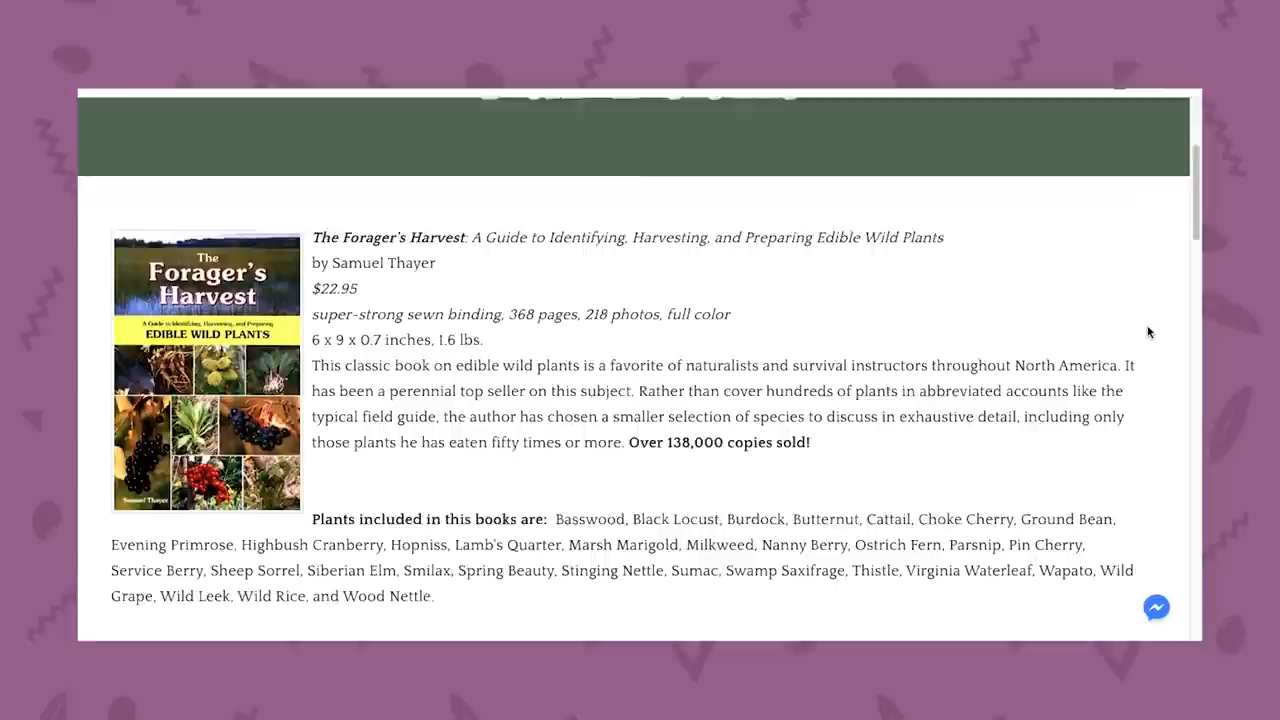 The Forager's Harvest: A Guide to Identifying, Harvesting, and Preparing Edible Wild Plants
by Samuel Thayer
$22.95
super-strong sewn binding, 368 pages, 218 photos, full color
6 x 9 x 0.7 inches, 1.6 lbs.
This classic book on edible wild plants is a favorite of naturalists and survival instructors throughout North America. It
has been a perennial top seller on this subject. Rather than cover hundreds of plants in abbreviated accounts like the
typical field guide, the author has chosen a smaller selection of species to discuss in exhaustive detail, including only
those plants he has eaten fifty times or more. Over 138,000 copies sold!
The
Forager's
Harvest
A Guide to Identifying, Harvesting, and Preparing
EDIBLE WILD PLANTS
Samuel Thayer
Plants included in this books are: Basswood, Black Locust, Burdock, Butternut, Cattail, Choke Cherry, Ground Bean,
Evening Primrose, Highbush Cranberry, Hopniss, Lamb's Quarter, Marsh Marigold, Milkweed, Nanny Berry, Ostrich Fern, Parsnip, Pin Cherry,
Service Berry, Sheep Sorrel, Siberian Elm, Smilax, Spring Beauty, Stinging Nettle, Sumac, Swamp Saxifrage, Thistle, Virginia Waterleaf, Wapato, Wild
Grape, Wild Leek, Wild Rice, and Wood Nettle.